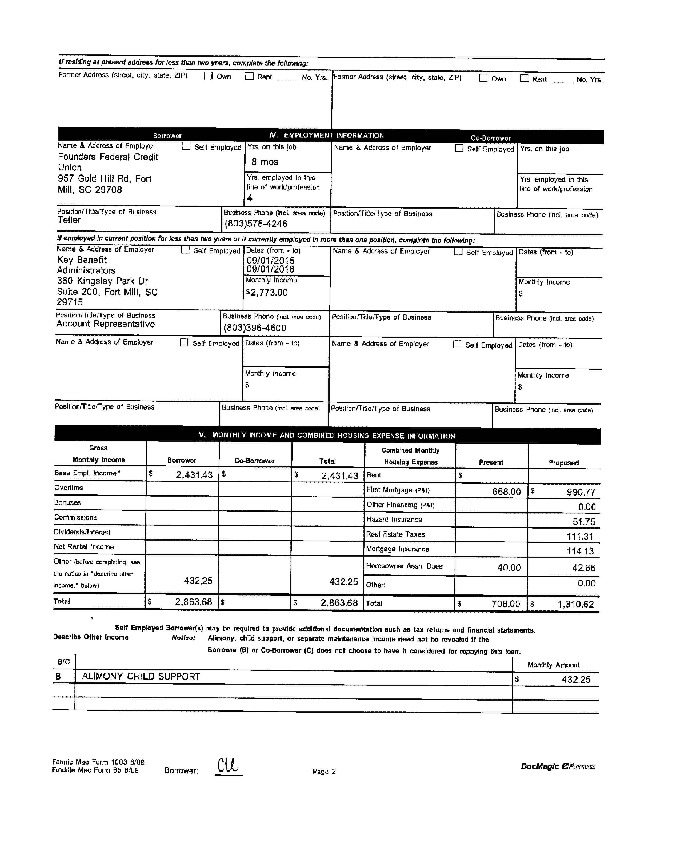 If residing at present address for less than two years, complete the following:
Former Address (street, city, state, ZIP) Own Rent No. Yrs. Former Address (street, city, state, ZIP) Own Rent No. Yrs.
Borrower IV. EMPLOYMENT INFORMATION Co-Borrower
Name & Address of Employer Self Employed Yrs. on this job Name & Address of Employer Self Employed Yrs. on this job
Founders Federal Credit 8 mos
Union
957 Gold Hill Rd, Fort Yrs. employed in this Yrs. employed in this
Mill, SC 29708 line of work/profession line of work/profession
4
Position/Title/Type of Business Business Phone (incl. area code) Position/Title/Type of Business Business Phone (incl. area code)
Teller (803)578-4246
If employed in current position for less than two years or if currently employed in more than one position, complete the following:
Name & Address of Employer Self Employed Dates (from - to) Name & Address of Employer Self Employed Dates (from - to)
Key Benefit 09/01/2015
Administrators 09/01/2016
360 Kingsley Park Dr Monthly Income Monthly Income
Suite 200, Fort Mill, SC $2,773.00 $
29715
Position/Title/Type of Business Business Phone (incl. area code) Position/Title/Type of Business Business Phone (incl. area code)
Account Representative (803)396-4600
Name & Address of Employer Self Employed Dates (from - to) Name & Address of Employer Self Employed Dates (from - to)
Monthly Income Monthly Income
$ $
Position/Title/Type of Business Business Phone (incl. area code) Position/Title/Type of Business Business Phone (incl. area code)
V. MONTHLY INCOME AND COMBINED HOUSING EXPENSE INFORMATION
Gross Monthly Income Borrower Co-Borrower Total Combined Monthly Housing Expense Present Proposed
Base Empl. Income* $ 2,431.43 $ $ 2,431.43 Rent $
Overtime First Mortgage (P&I) 668.00 $ 990.77
Bonuses Other Financing (P&I) 0.00
Commissions Hazard Insurance 51.75
Dividends/Interest Real Estate Taxes 111.31
Net Rental Income Mortgage Insurance 114.13
Other (before completing, see Homeowner Assn. Dues 40.00 42.66
the notice in "describe other
income," below) 432.25 432.25 Other: 0.00
Total $ 2,863.68 $ $ 2,863.68 Total $ 708.00 $ 1,310.62
Self Employed Borrower(s) may be required to provide additional documentation such as tax returns and financial statements.
Describe Other Income Notice: Alimony, child support, or separate maintenance income need not be revealed if the
Borrower (B) or Co-Borrower (C) does not choose to have it considered for repaying this loan.
B/C Monthly Amount
B ALIMONY CHILD SUPPORT $ 432.25
Fannie Mae Form 1003 6/09
Freddie Mac Form 65 6/09 Borrower: Page 2 DocMagic